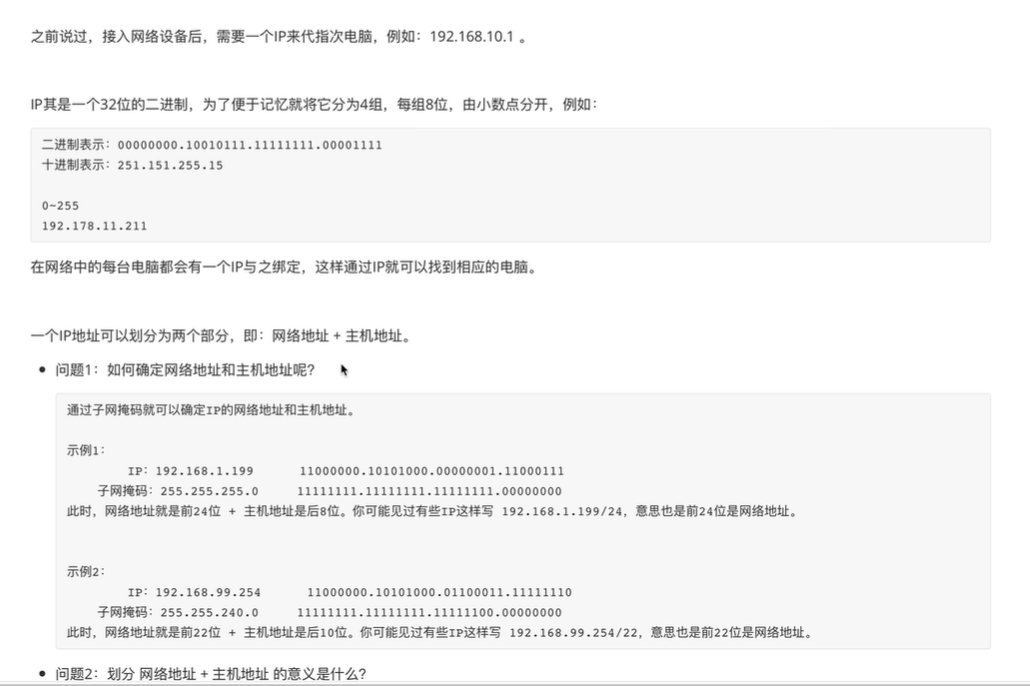 之前说过，接入网络设备后，需要一个IP来代指次电脑，例如：192.168.10.1 。
IP其是一个32位的二进制，为了便于记忆就将它分为4组，每组8位，由小数点分开，例如：
二进制表示：00000000.10010111.11111111.00001111
十进制表示：251.151.255.15
0~255
192.178.11.211
在网络中的每台电脑都会有一个IP与之绑定，这样通过IP就可以找到相应的电脑。
一个IP地址可以划分为两个部分，即：网络地址 + 主机地址。
• 问题1：如何确定网络地址和主机地址呢？
通过子网掩码就可以确定IP的网络地址和主机地址。
示例1：
IP：192.168.1.199 11000000.10101000.00000001.11000111
子网掩码：255.255.255.0 11111111.11111111.11111111.00000000
此时，网络地址就是前24位 + 主机地址是后8位。你可能见过有些IP这样写 192.168.1.199/24，意思也是前24位是网络地址。
示例2：
IP：192.168.99.254 11000000.10101000.01100011.11111110
子网掩码：255.255.240.0 11111111.11111111.11111100.00000000
此时，网络地址就是前22位 + 主机地址是后10位。你可能见过有些IP这样写 192.168.99.254/22，意思也是前22位是网络地址。
• 问题2：划分 网络地址 + 主机地址 的意义是什么？